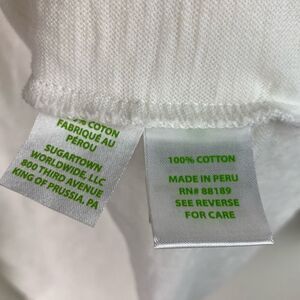 % COTON
FABRIQUÉ AU
PÉROU
SUGARTOWN
WORLDWIDE, LLC
800 THIRD AVENUE
KING OF PRUSSIA, PA
100% COTTON
MADE IN PERU
RN# 88189
SEE REVERSE
FOR CARE